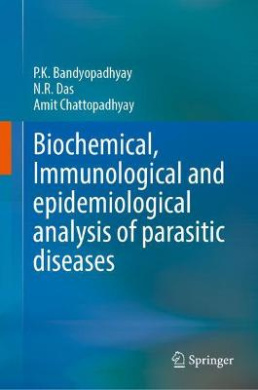 P.K. Bandyopadhyay
N.R. Das
Amit Chattopadhyay
Biochemical,
Immunological and
epidemiological
analysis of parasitic
diseases
Springer